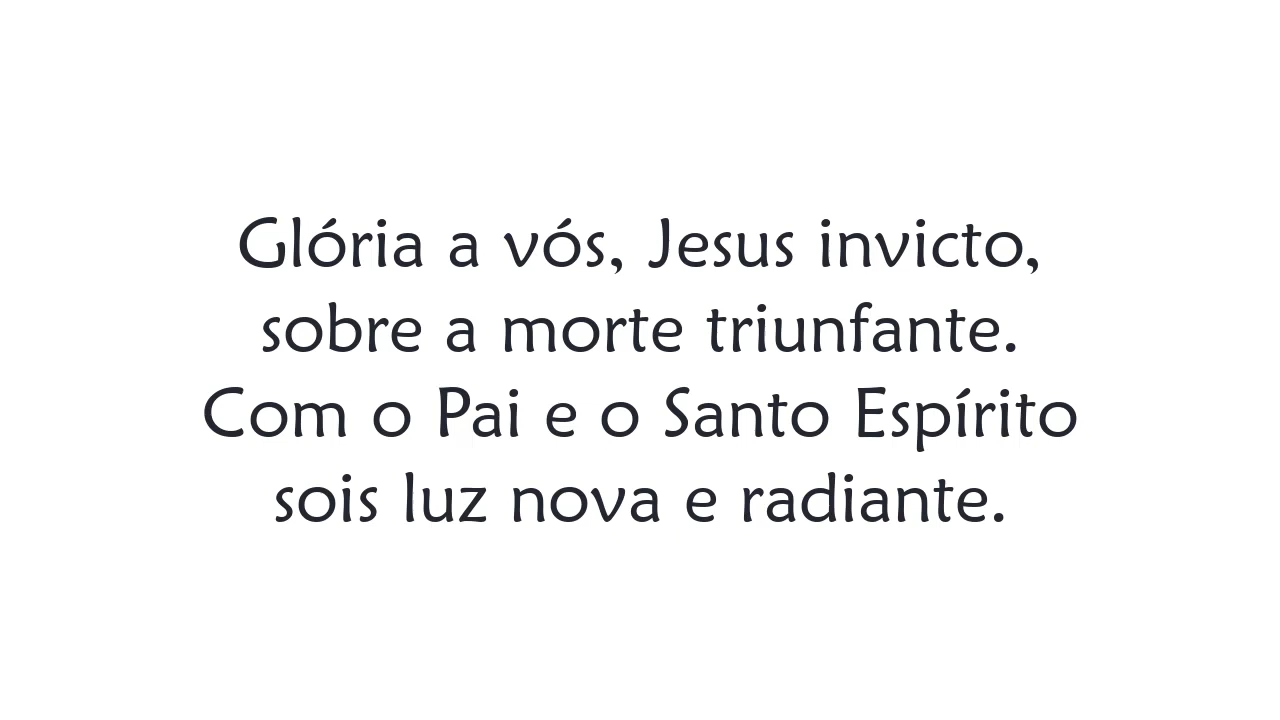 Glória a vós, Jesus invicto,
sobre a morte triunfante.
Com o Pai e o Santo Espírito
sois luz nova e radiante.